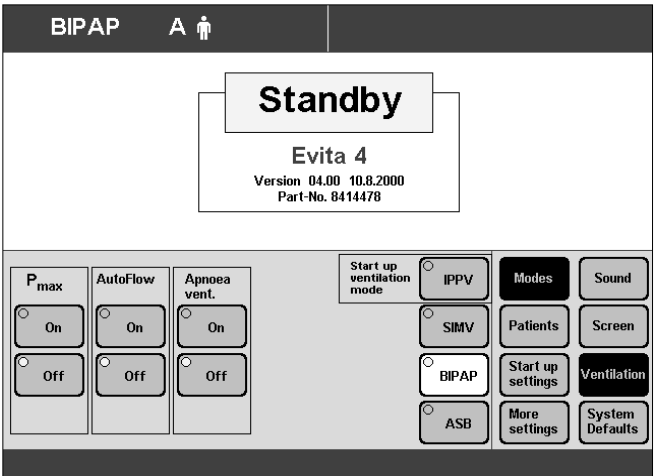 BIPAP A
Standby
Evita 4
Version 04.00 10.8.2000
Part-No. 8414478
Pmax
On
Off
AutoFlow
On
Off
Apnoea
vent.
On
Off
Start up
ventilation
mode
IPPV
SIMV
BIPAP
ASB
Modes
Sound
Patients
Screen
Start up
settings
Ventilation
More
settings
System
Defaults